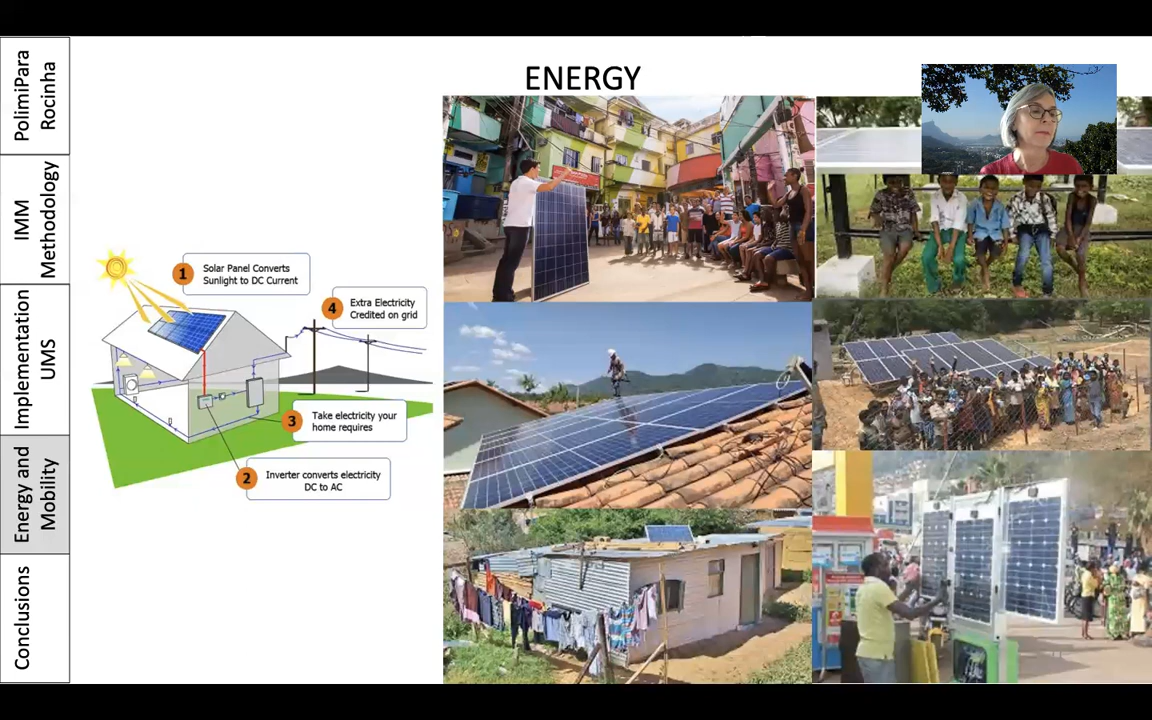 ENERGY
PolimiPara
Rocinha
IMM
Methodology
Implementation
UMS
Energy and
Mobility
Conclusions
1
Solar Panel Converts
Sunlight to DC Current
4
Extra Electricity
Credited on grid
3
Take electricity your
home requires
2
Inverter converts electricity
DC to AC